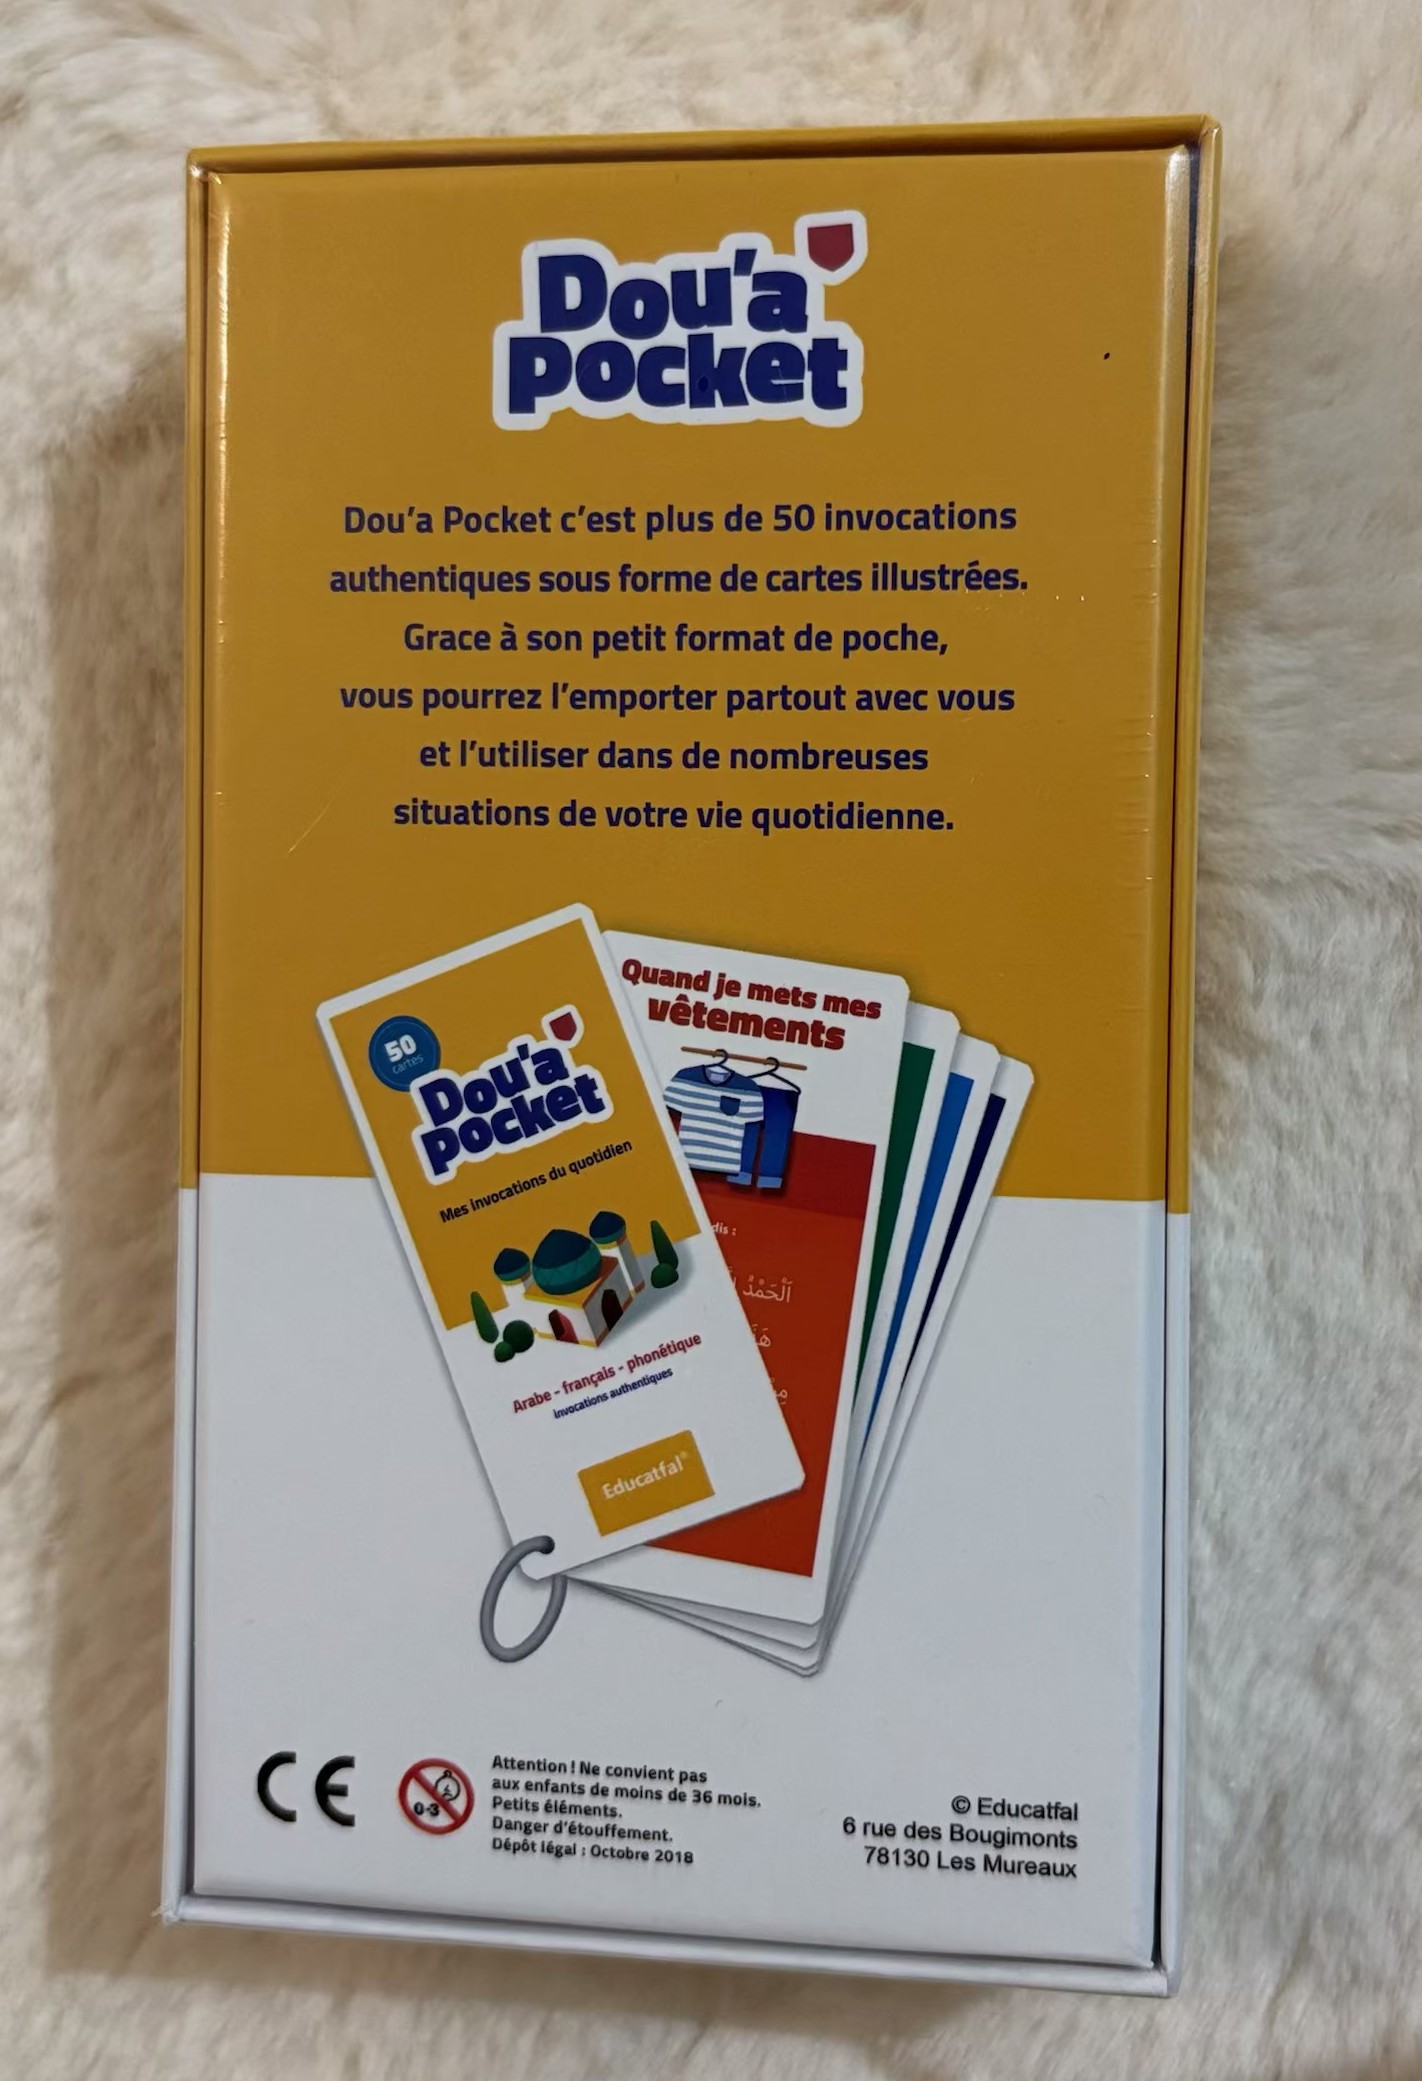 Dou'a
Pocket
Dou'a Pocket c'est plus de 50 invocations
authentiques sous forme de cartes illustrées.
Grace à son petit format de poche,
vous pourrez l'emporter partout avec vous
et l'utiliser dans de nombreuses
situations de votre vie quotidienne.
50
cartes
Dou'a
Pocket
Mes invocations du quotidien
Arabe - français - phonétique
Invocations authentiques
Educatfal®
Quand je mets mes
vêtements
dis :
اَلْحَمْدُ
CE
0-3
Attention ! Ne convient pas
aux enfants de moins de 36 mois.
Petits éléments.
Danger d'étouffement.
Dépôt légal : Octobre 2018
© Educatfal
6 rue des Bougimonts
78130 Les Mureaux